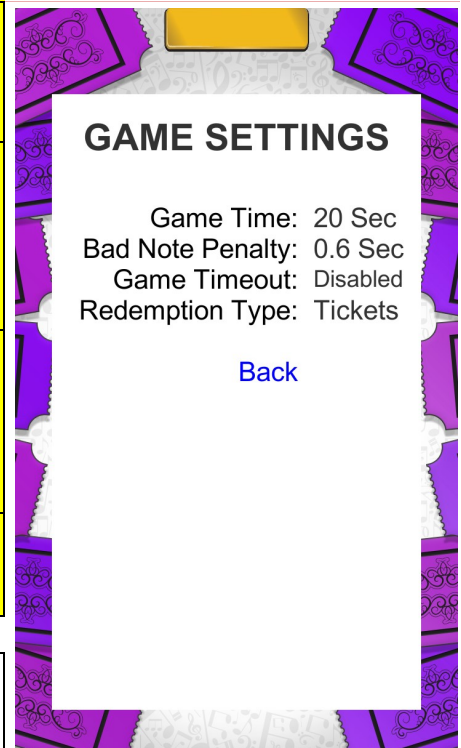 GAME SETTINGS
Game Time: 20 Sec
Bad Note Penalty: 0.6 Sec
Game Timeout: Disabled
Redemption Type: Tickets
Back